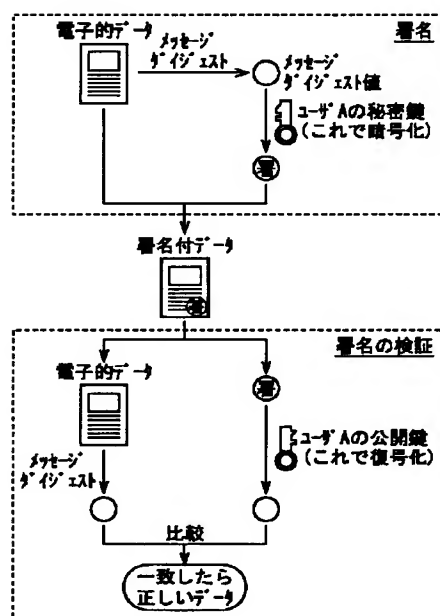 電子的データ
署名
メッセージ
ダイジェスト
メッセージ
ダイジェスト値
ユーザAの秘密鍵
(これで暗号化)
署
署名付データ
署
署名の検証
電子的データ
署
メッセージ
ダイジェスト
ユーザAの公開鍵
(これで復号化)
比較
一致したら
正しいデータ